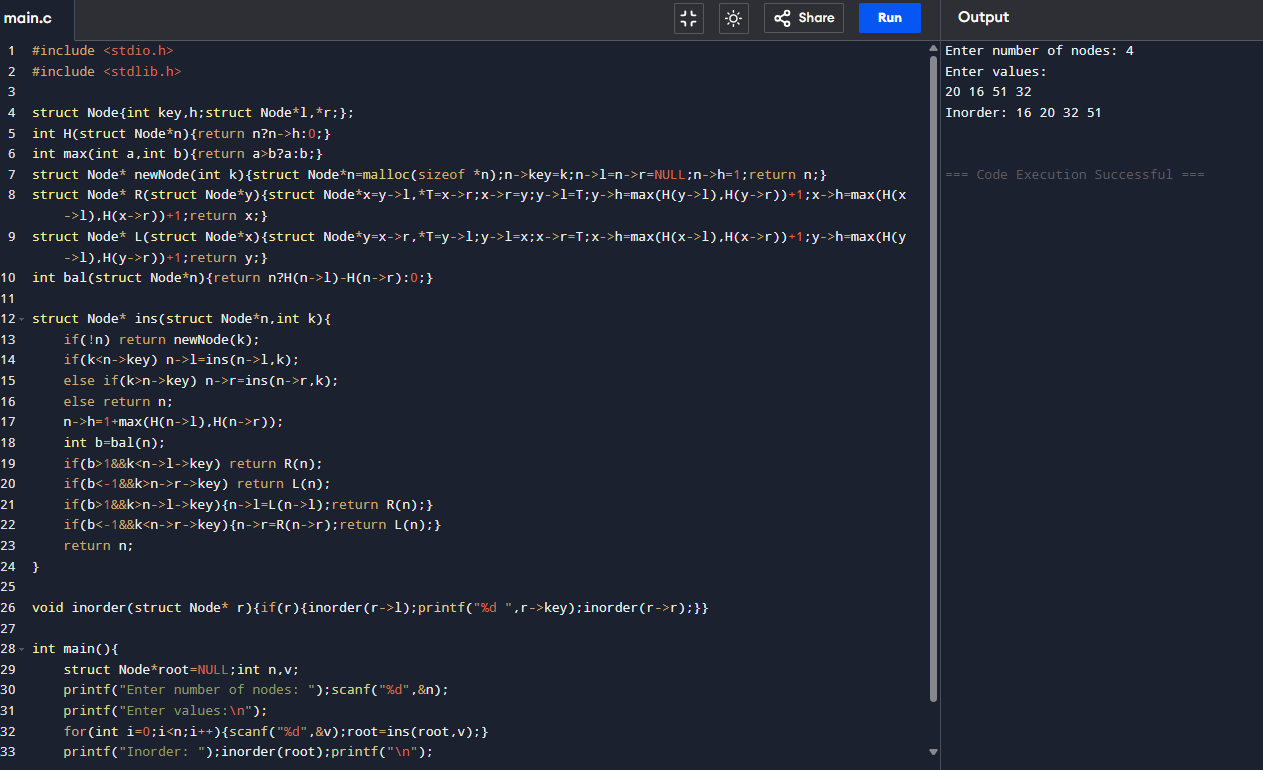 main.c
Share
Run
Output
1 #include <stdio.h>
2 #include <stdlib.h>
3
4 struct Node{int key,h;struct Node*l,*r;};
5 int H(struct Node*n){return n?n->h:0;}
6 int max(int a,int b){return a>b?a:b;}
7 struct Node* newNode(int k){struct Node*n=malloc(sizeof *n);n->key=k;n->l=n->r=NULL;n->h=1;return n;}
8 struct Node* R(struct Node*y){struct Node*x=y->l,*T=x->r;x->r=y;y->l=T;y->h=max(H(y->l),H(y->r))+1;x->h=max(H(x
->l),H(x->r))+1;return x;}
9 struct Node* L(struct Node*x){struct Node*y=x->r,*T=y->l;y->l=x;x->r=T;x->h=max(H(x->l),H(x->r))+1;y->h=max(H(y
->l),H(y->r))+1;return y;}
10 int bal(struct Node*n){return n?H(n->l)-H(n->r):0;}
11
12 struct Node* ins(struct Node*n,int k){
13 if(!n) return newNode(k);
14 if(k<n->key) n->l=ins(n->l,k);
15 else if(k>n->key) n->r=ins(n->r,k);
16 else return n;
17 n->h=1+max(H(n->l),H(n->r));
18 int b=bal(n);
19 if(b>1&&k<n->l->key) return R(n);
20 if(b<-1&&k>n->r->key) return L(n);
21 if(b>1&&k>n->l->key){n->l=L(n->l);return R(n);}
22 if(b<-1&&k<n->r->key){n->r=R(n->r);return L(n);}
23 return n;
24 }
25
26 void inorder(struct Node* r){if(r){inorder(r->l);printf("%d ",r->key);inorder(r->r);}}
27
28 int main(){
29 struct Node*root=NULL;int n,v;
30 printf("Enter number of nodes: ");scanf("%d",&n);
31 printf("Enter values:\n");
32 for(int i=0;i<n;i++){scanf("%d",&v);root=ins(root,v);}
33 printf("Inorder: ");inorder(root);printf("\n");
Enter number of nodes: 4
Enter values:
20 16 51 32
Inorder: 16 20 32 51
=== Code Execution Successful ===